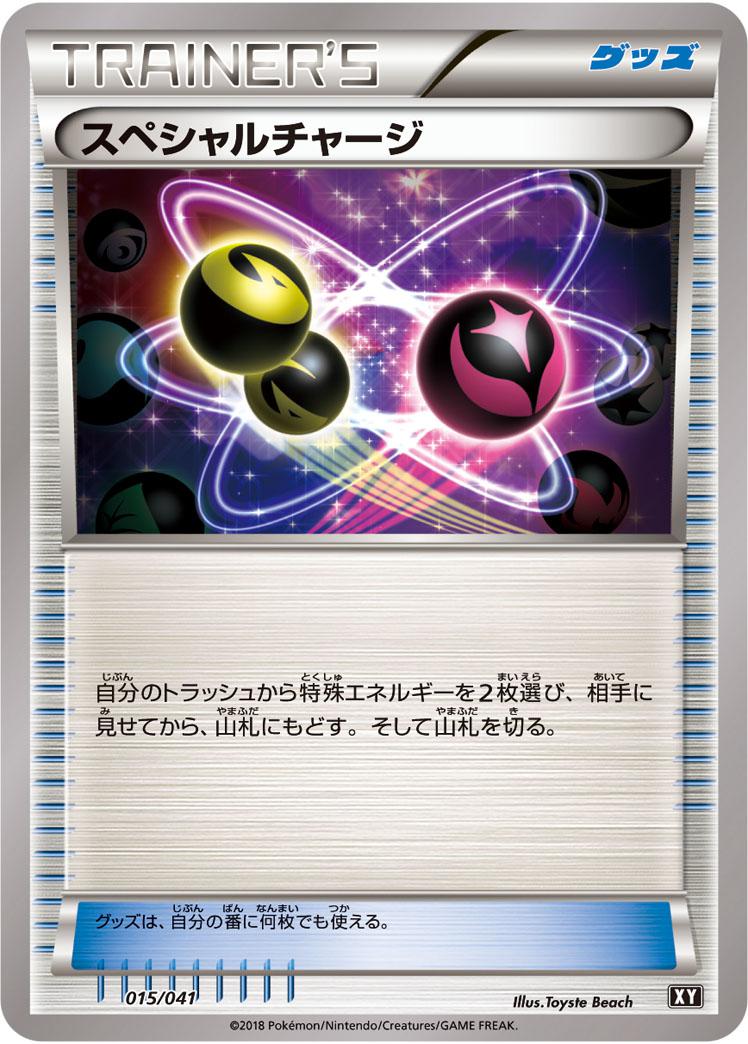 TRAINER'S
グッズ
スペシャルチャージ
自分のトラッシュから特殊エネルギーを2枚選び、相手に
見せてから、山札にもどす。そして山札を切る。
グッズは、自分の番に何枚でも使える。
015/041
Illus.Toyste Beach
XY
©2018 Pokémon/Nintendo/Creatures/GAME FREAK.